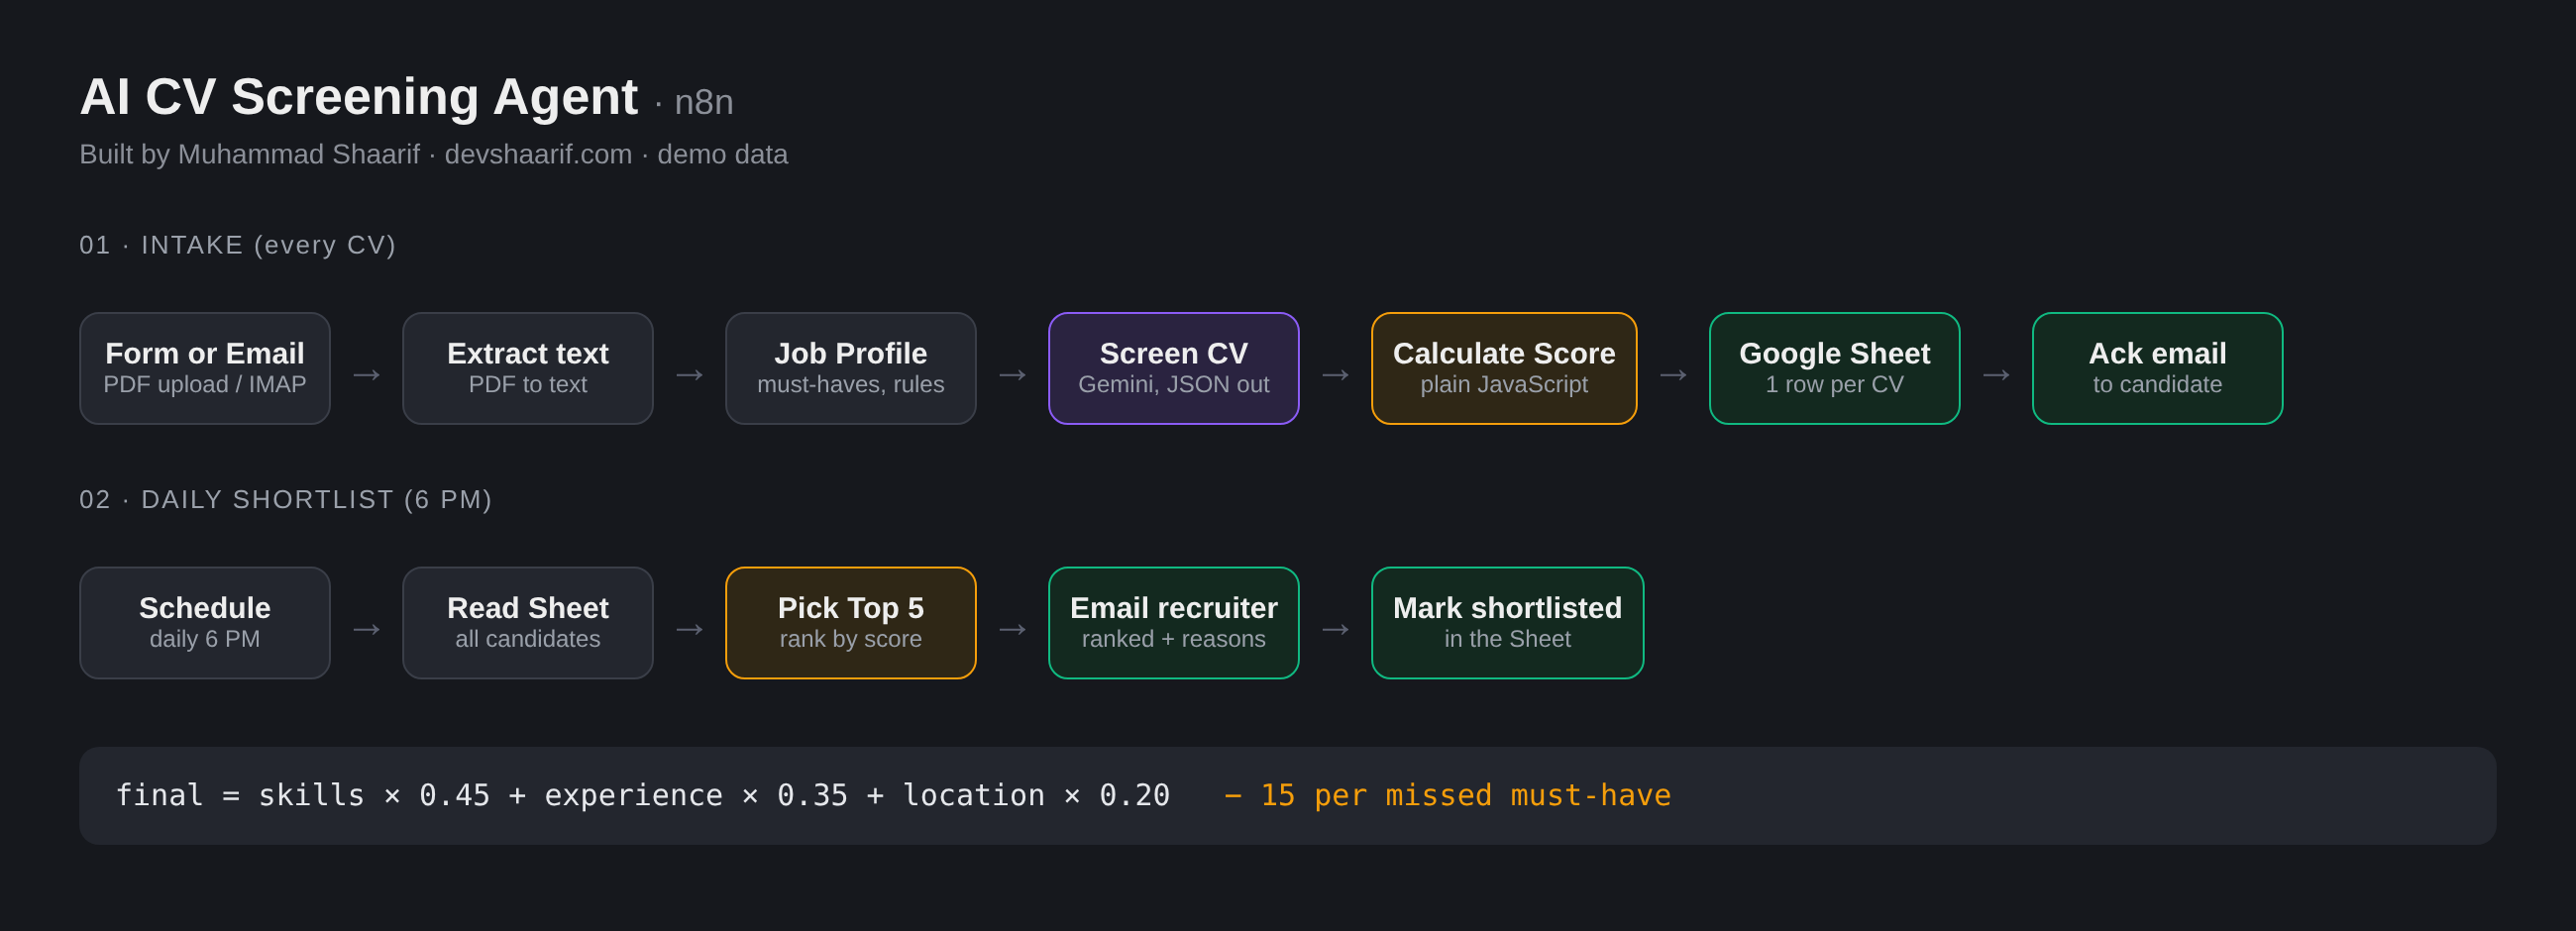 AI CV Screening Agent · n8n
Built by Muhammad Shaarif · devshaarif.com · demo data
01 · INTAKE (every CV)
Form or Email
PDF upload / IMAP
→
Extract text
PDF to text
→
Job Profile
must-haves, rules
→
Screen CV
Gemini, JSON out
→
Calculate Score
plain JavaScript
→
Google Sheet
1 row per CV
→
Ack email
to candidate
02 · DAILY SHORTLIST (6 PM)
Schedule
daily 6 PM
→
Read Sheet
all candidates
→
Pick Top 5
rank by score
→
Email recruiter
ranked + reasons
→
Mark shortlisted
in the Sheet
final = skills × 0.45 + experience × 0.35 + location × 0.20 − 15 per missed must-have